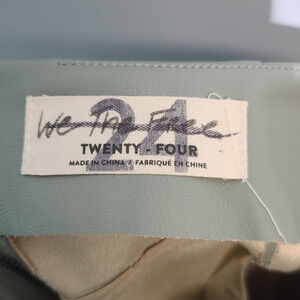 We The Free
24
TWENTY - FOUR
MADE IN CHINA / FABRIQUÉ EN CHINE